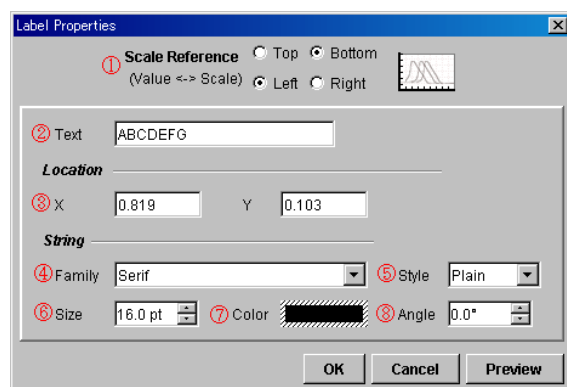 Label Properties
① Scale Reference Top Bottom
(Value <-> Scale) Left Right
② Text ABCDEFG
Location
③ X 0.819 Y 0.103
String
④ Family Serif ⑤ Style Plain
⑥ Size 16.0 pt ⑦ Color ⑧ Angle 0.0°
OK Cancel Preview